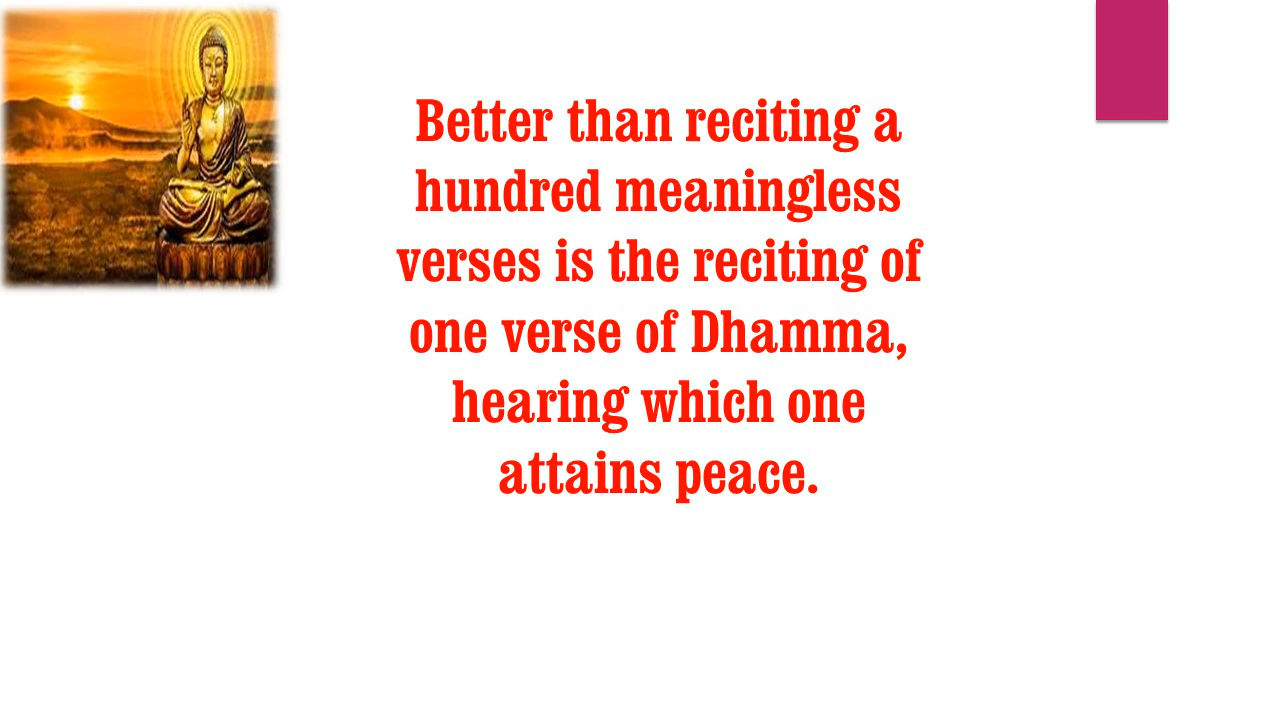 Better than reciting a
hundred meaningless
verses is the reciting of
one verse of Dhamma,
hearing which one
attains peace.